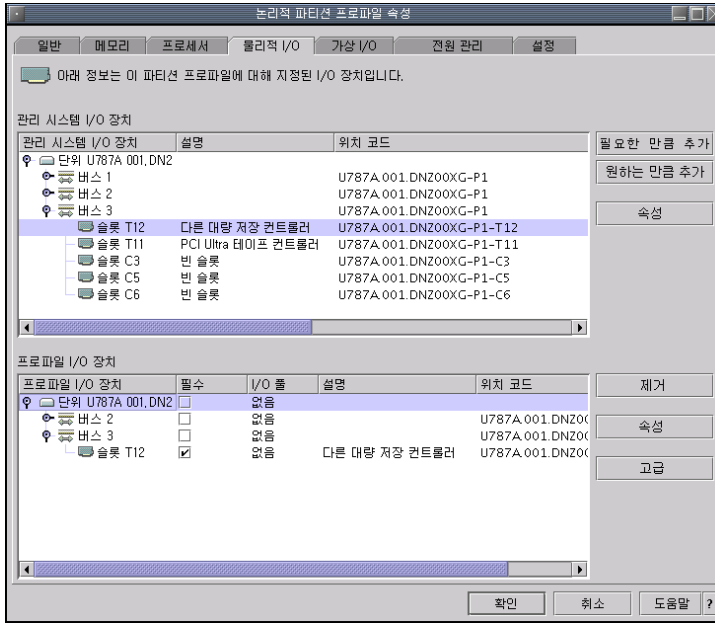 논리적 파티션 프로파일 속성
일반 메모리 프로세서 물리적 I/O 가상 I/O 전원 관리 설정
아래 정보는 이 파티션 프로파일에 대해 지정된 I/O 장치입니다.
관리 시스템 I/O 장치
관리 시스템 I/O 장치 설명 위치 코드
단위 U787A 001, DN2
버스 1 U787A.001.DNZ00XG-P1
버스 2 U787A.001.DNZ00XG-P1
버스 3 U787A.001.DNZ00XG-P1
슬롯 T12 다른 대량 저장 컨트롤러 U787A.001.DNZ00XG-P1-T12
슬롯 T11 PCI Ultra 테이프 컨트롤러 U787A.001.DNZ00XG-P1-T11
슬롯 C3 빈 슬롯 U787A.001.DNZ00XG-P1-C3
슬롯 C5 빈 슬롯 U787A.001.DNZ00XG-P1-C5
슬롯 C6 빈 슬롯 U787A.001.DNZ00XG-P1-C6
필요한 만큼 추가
원하는 만큼 추가
속성
프로파일 I/O 장치
프로파일 I/O 장치 필수 I/O 풀 설명 위치 코드
단위 U787A 001, DN2 없음
버스 2 없음 U787A.001.DNZ0(
버스 3 없음 U787A.001.DNZ0(
슬롯 T12 없음 다른 대량 저장 컨트롤러 U787A.001.DNZ0(
제거
속성
고급
확인 취소 도움말 ?